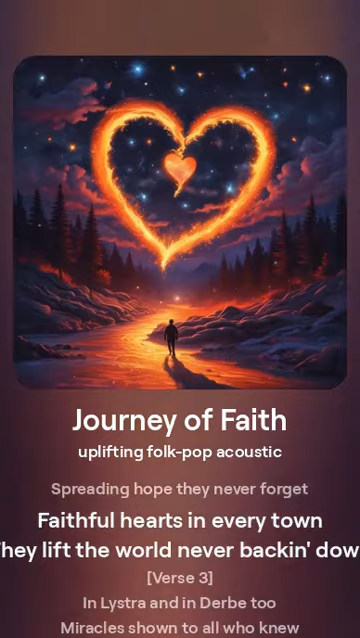 Journey of Faith
uplifting folk-pop acoustic
Spreading hope they never forget
Faithful hearts in every town
hey lift the world never backin' dow
[Verse 3]
In Lystra and in Derbe too
Miracles shown to all who knew